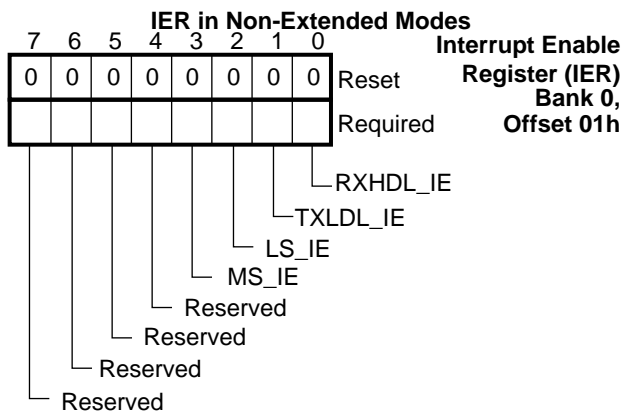 IER in Non-Extended Modes
7 6 5 4 3 2 1 0
Interrupt Enable
Register (IER)
Bank 0,
Offset 01h
0 0 0 0 0 0 0 0 Reset
Required
RXHDL_IE
TXLDL_IE
LS_IE
MS_IE
Reserved
Reserved
Reserved
Reserved